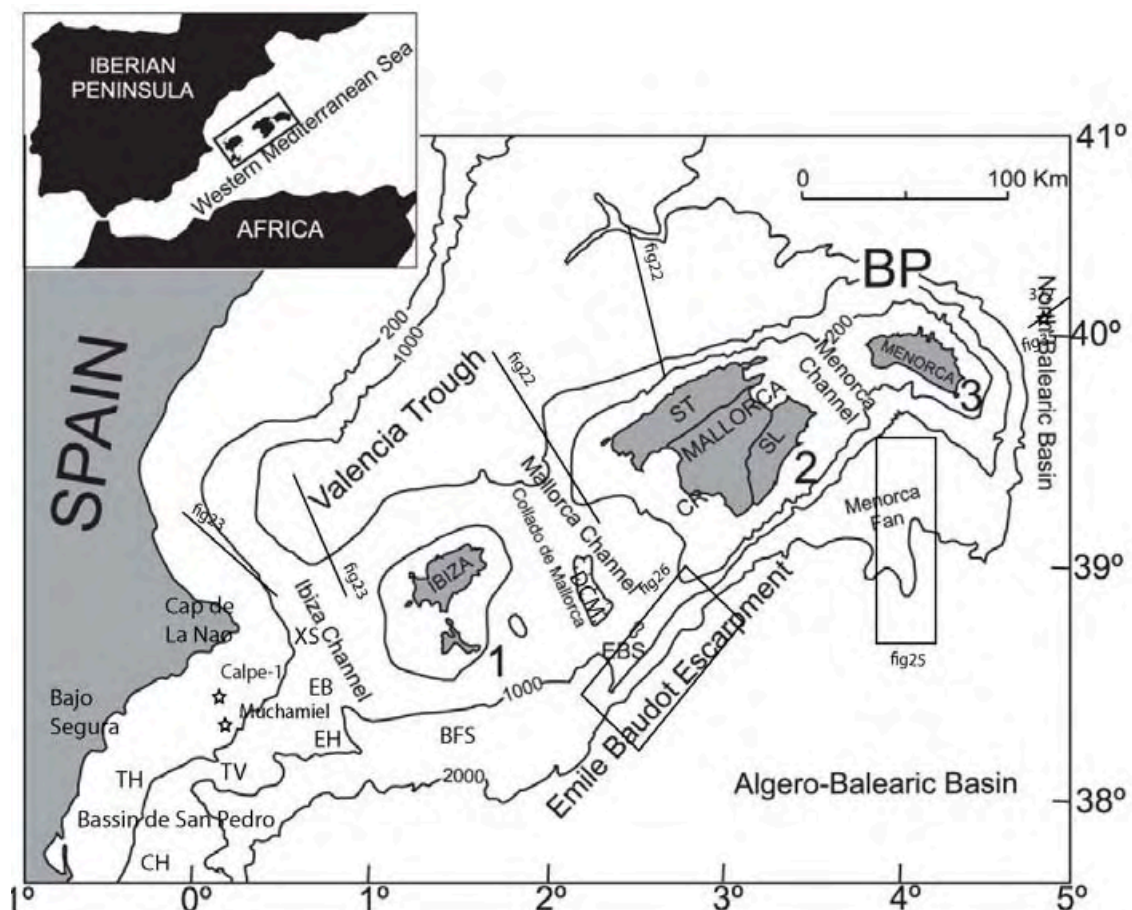 IBERIAN
PENINSULA
Western Mediterranean Sea
AFRICA
41°
0
100 Km
fig22
BP
North Balearic Basin
40°
200
1000
200
SPAIN
Valencia Trough
fig22
MENORCA
3
Menorca
Channel
ST
MALLORCA
SL
2
CR
Mallorca Channel
Collado de Mallorca
Menorca
Fan
fig23
fig23
39°
IBIZA
DCM
fig26
Ibiza Channel
Cap de
La Nao
XS
1
EBS
fig25
Calpe-1
Bajo
Segura
EB
Muchamiel
1000
EH
BFS
Emile Baudot Escarpment
TH
TV
2000
Algero-Balearic Basin
38°
Bassin de San Pedro
CH
1°
0°
1°
2°
3°
4°
5°